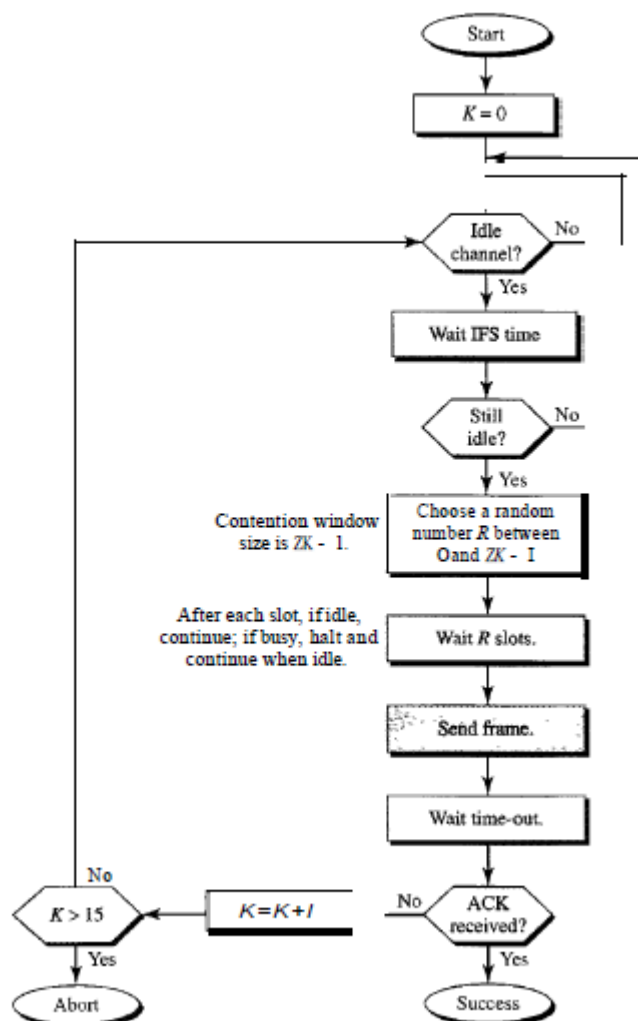 Start
K = 0
Idle
channel?
No
Yes
Wait IFS time
Still
idle?
No
Yes
Contention window
size is ZK - 1.
Choose a random
number R between
Oand ZK - I
After each slot, if idle,
continue; if busy, halt and
continue when idle.
Wait R slots.
Send frame.
Wait time-out.
No
K > 15
K=K+I
No
ACK
received?
Yes
Yes
Abort
Success